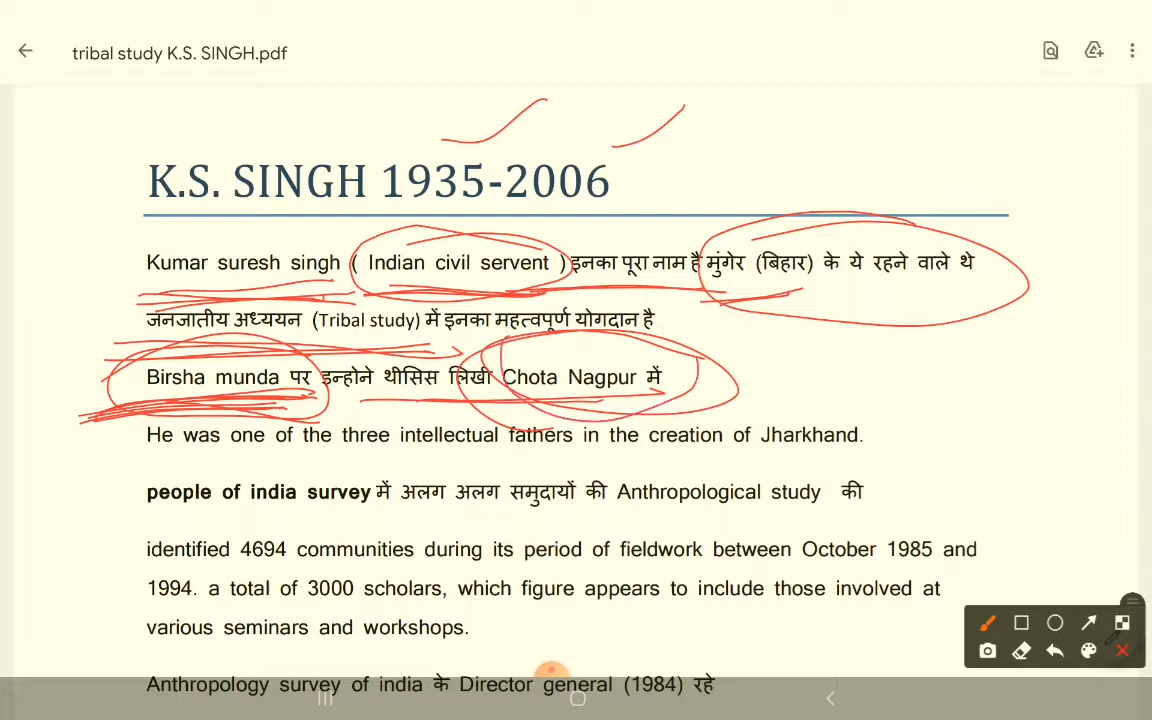 tribal study K.S. SINGH.pdf
K.S. SINGH 1935-2006
Kumar suresh singh ( Indian civil servent ) इनका पूरा नाम है मुंगेर (बिहार) के ये रहने वाले थे
जनजातीय अध्ययन (Tribal study) में इनका महत्वपूर्ण योगदान है
Birsha munda पर इन्होने थीसिस लिखी Chota Nagpur में
He was one of the three intellectual fathers in the creation of Jharkhand.
people of india survey में अलग अलग समुदायों की Anthropological study की
identified 4694 communities during its period of fieldwork between October 1985 and
1994. a total of 3000 scholars, which figure appears to include those involved at
various seminars and workshops.
Anthropology survey of india के Director general (1984) रहे